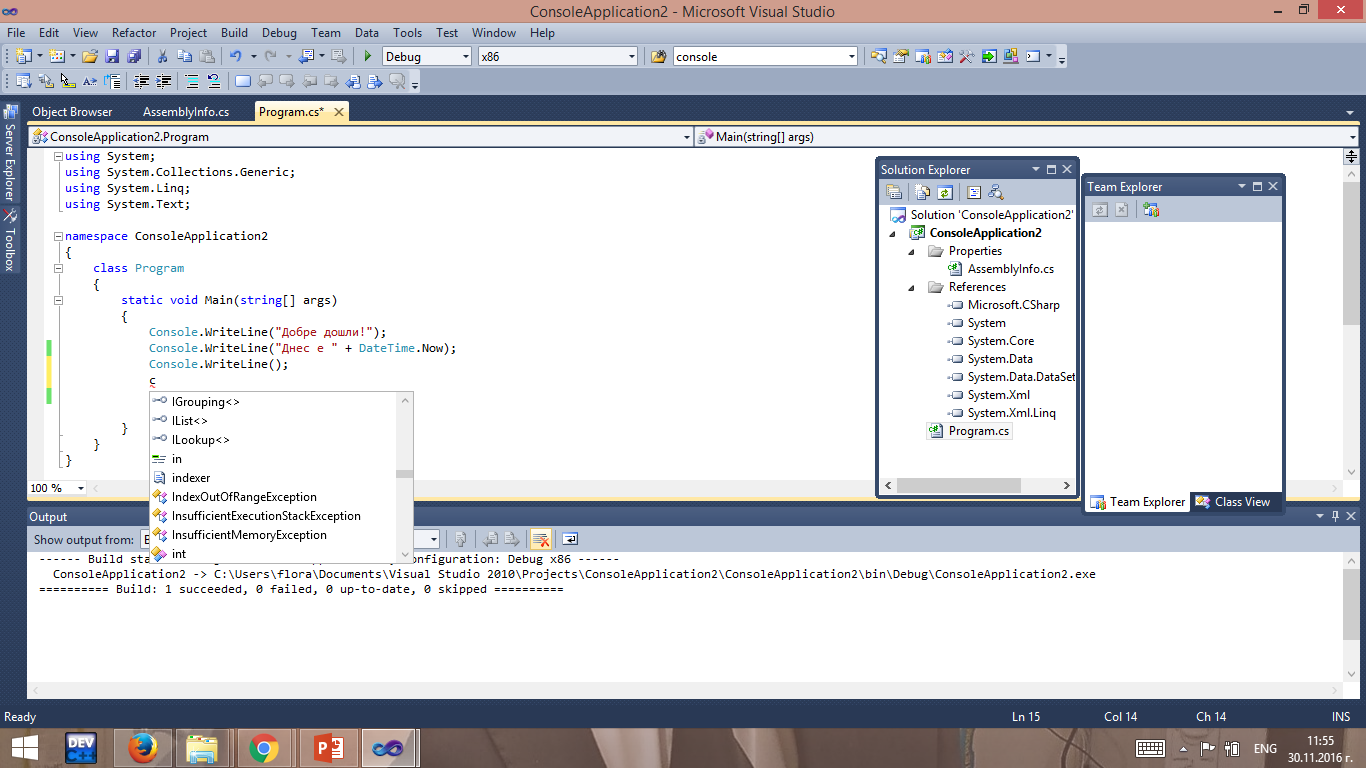 ConsoleApplication2 - Microsoft Visual Studio
File Edit View Refactor Project Build Debug Team Data Tools Test Window Help
Debug x86 console
Object Browser AssemblyInfo.cs Program.cs*
ConsoleApplication2.Program Main(string[] args)
Server Explorer
Toolbox
using System;
using System.Collections.Generic;
using System.Linq;
using System.Text;
namespace ConsoleApplication2
{
class Program
{
static void Main(string[] args)
{
Console.WriteLine("Добре дошли!");
Console.WriteLine("Днес е " + DateTime.Now);
Console.WriteLine();
c
}
}
}
IGrouping<>
IList<>
ILookup<>
in
indexer
IndexOutOfRangeException
InsufficientExecutionStackException
InsufficientMemoryException
int
100 %
Solution Explorer
Solution 'ConsoleApplication2'
ConsoleApplication2
Properties
AssemblyInfo.cs
References
Microsoft.CSharp
System
System.Core
System.Data
System.Data.DataSet
System.Xml
System.Xml.Linq
Program.cs
Team Explorer
Team Explorer Class View
Output
Show output from:
------ Build sta onfiguration: Debug x86 ------
ConsoleApplication2 -> C:\Users\flora\Documents\Visual Studio 2010\Projects\ConsoleApplication2\ConsoleApplication2\bin\Debug\ConsoleApplication2.exe
========== Build: 1 succeeded, 0 failed, 0 up-to-date, 0 skipped ==========
Ready Ln 15 Col 14 Ch 14 INS
DEV C++
ENG
11:55
30.11.2016 г.